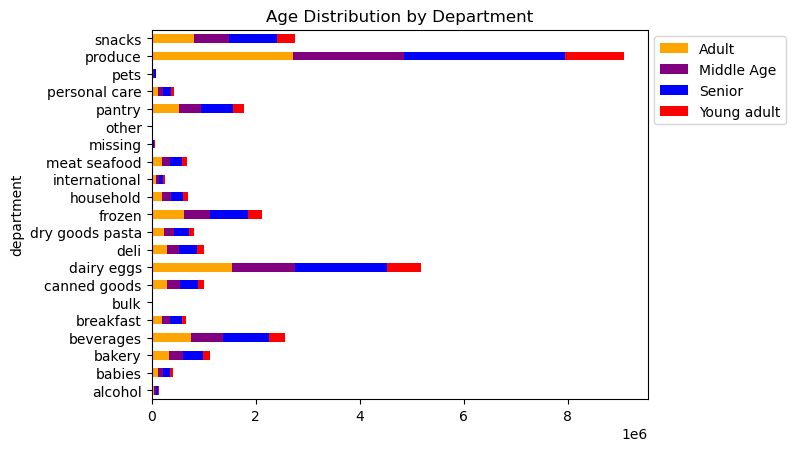 Age Distribution by Department
snacks
produce
pets
personal care
pantry
other
missing
meat seafood
international
household
frozen
dry goods pasta
deli
dairy eggs
canned goods
bulk
breakfast
beverages
bakery
babies
alcohol
department
0 2 4 6 8
1e6
Adult
Middle Age
Senior
Young adult